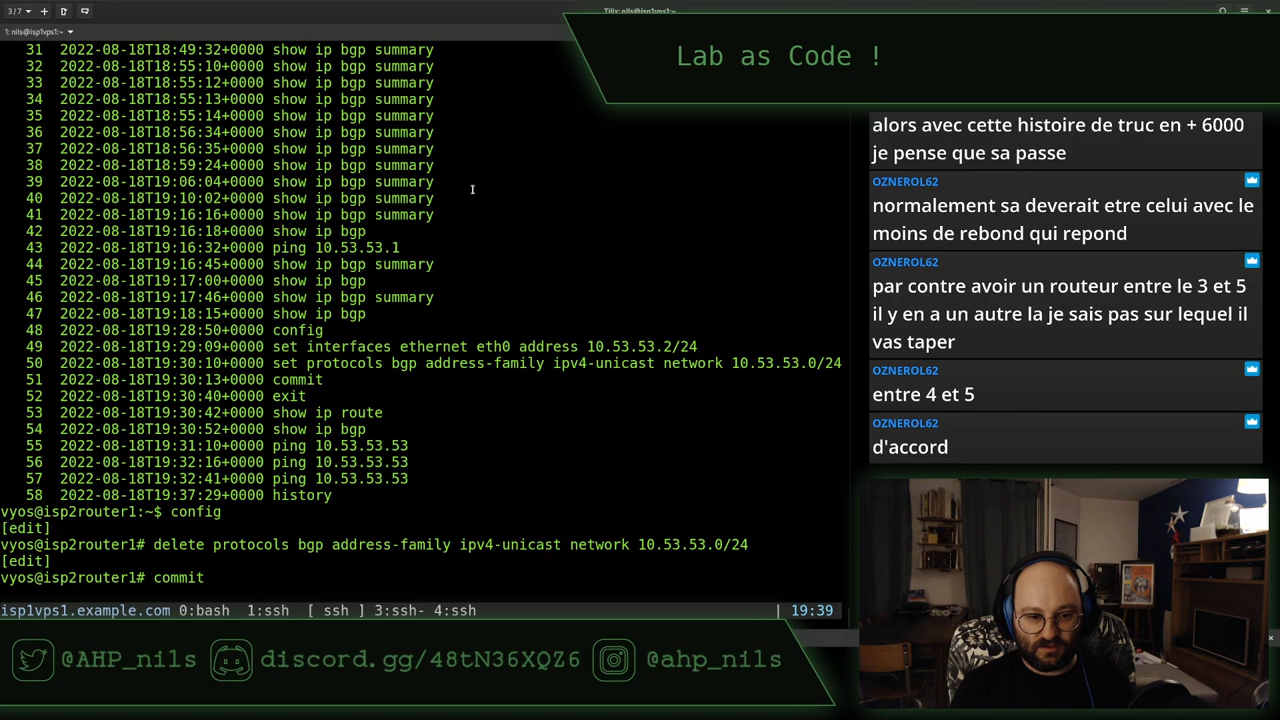 3/7
Tilix: nils@isp1vps1:~
1: nils@isp1vps1:~
Lab as Code !
31 2022-08-18T18:49:32+0000 show ip bgp summary
32 2022-08-18T18:55:10+0000 show ip bgp summary
33 2022-08-18T18:55:12+0000 show ip bgp summary
34 2022-08-18T18:55:13+0000 show ip bgp summary
35 2022-08-18T18:55:14+0000 show ip bgp summary
36 2022-08-18T18:56:34+0000 show ip bgp summary
37 2022-08-18T18:56:35+0000 show ip bgp summary
38 2022-08-18T18:59:24+0000 show ip bgp summary
39 2022-08-18T19:06:04+0000 show ip bgp summary
40 2022-08-18T19:10:02+0000 show ip bgp summary
41 2022-08-18T19:16:16+0000 show ip bgp summary
42 2022-08-18T19:16:18+0000 show ip bgp
43 2022-08-18T19:16:32+0000 ping 10.53.53.1
44 2022-08-18T19:16:45+0000 show ip bgp summary
45 2022-08-18T19:17:00+0000 show ip bgp
46 2022-08-18T19:17:46+0000 show ip bgp summary
47 2022-08-18T19:18:15+0000 show ip bgp
48 2022-08-18T19:28:50+0000 config
49 2022-08-18T19:29:09+0000 set interfaces ethernet eth0 address 10.53.53.2/24
50 2022-08-18T19:30:10+0000 set protocols bgp address-family ipv4-unicast network 10.53.53.0/24
51 2022-08-18T19:30:13+0000 commit
52 2022-08-18T19:30:40+0000 exit
53 2022-08-18T19:30:42+0000 show ip route
54 2022-08-18T19:30:52+0000 show ip bgp
55 2022-08-18T19:31:10+0000 ping 10.53.53.53
56 2022-08-18T19:32:16+0000 ping 10.53.53.53
57 2022-08-18T19:32:41+0000 ping 10.53.53.53
58 2022-08-18T19:37:29+0000 history
vyos@isp2router1:~$ config
[edit]
vyos@isp2router1# delete protocols bgp address-family ipv4-unicast network 10.53.53.0/24
[edit]
vyos@isp2router1# commit
isp1vps1.example.com 0:bash 1:ssh [ ssh ] 3:ssh- 4:ssh | 19:39
alors avec cette histoire de truc en + 6000
je pense que sa passe
OZNEROL62
normalement sa deverait etre celui avec le
moins de rebond qui repond
OZNEROL62
par contre avoir un routeur entre le 3 et 5
il y en a un autre la je sais pas sur lequel il
vas taper
OZNEROL62
entre 4 et 5
OZNEROL62
d'accord
@AHP_nils discord.gg/48tN36XQZ6 @ahp_nils